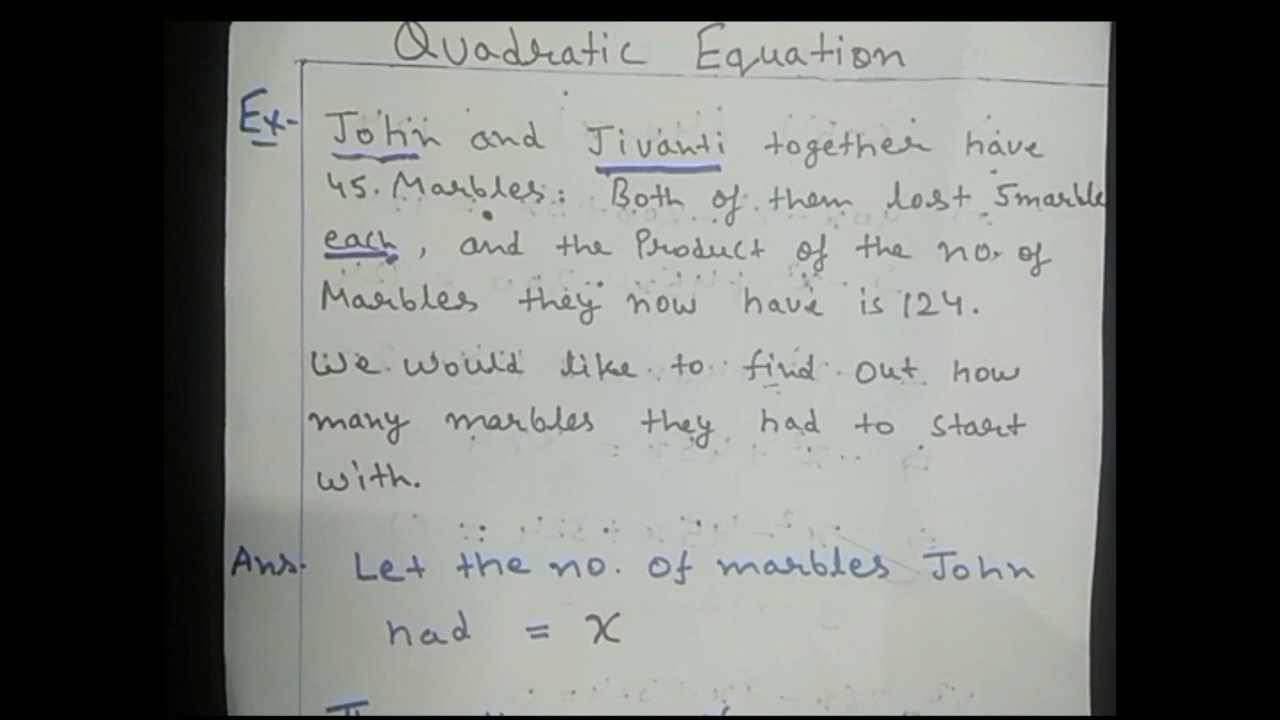 Quadratic Equation
Ex- John and Jivanti together have
45. Marbles. Both of them lost 5 marble
each, and the Product of the no. of
Marbles they now have is 124.
We would like to find out how
many marbles they had to start
with.
Ans. Let the no. of marbles John
had = x